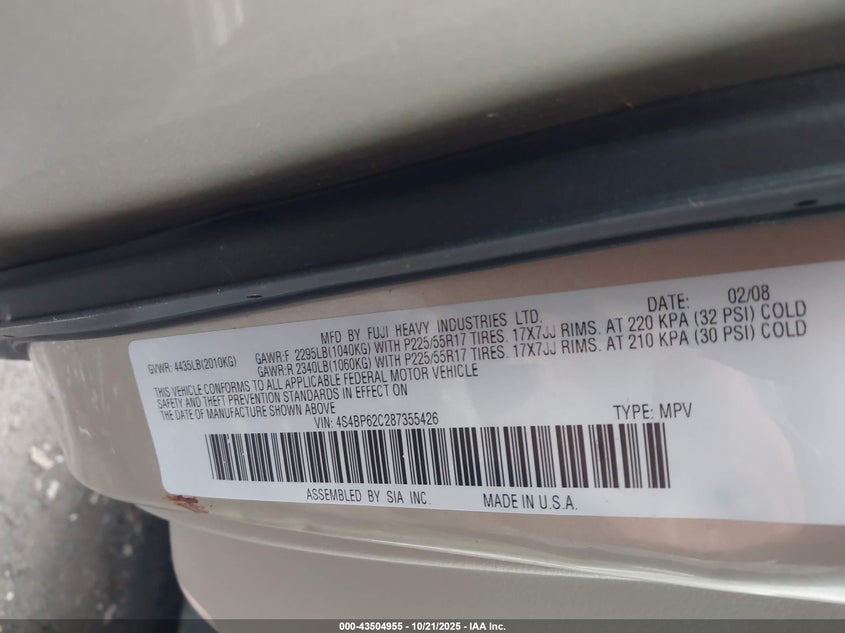 MFD BY FUJI HEAVY INDUSTRIES LTD. DATE: 02/08
GVWR: 4435LB(2010KG) GAWR:F 2295LB(1040KG) WITH P225/55R17 TIRES. 17X7JJ RIMS. AT 220 KPA (32 PSI) COLD
GAWR:R 2340LB(1060KG) WITH P225/55R17 TIRES. 17X7JJ RIMS. AT 210 KPA (30 PSI) COLD
THIS VEHICLE CONFORMS TO ALL APPLICABLE FEDERAL MOTOR VEHICLE
SAFETY AND THEFT PREVENTION STANDARDS IN EFFECT ON
THE DATE OF MANUFACTURE SHOWN ABOVE
VIN: 4S4BP62C287355426 TYPE: MPV
ASSEMBLED BY SIA INC. MADE IN U.S.A.
000-43504955 - 10/21/2025 - IAA Inc.